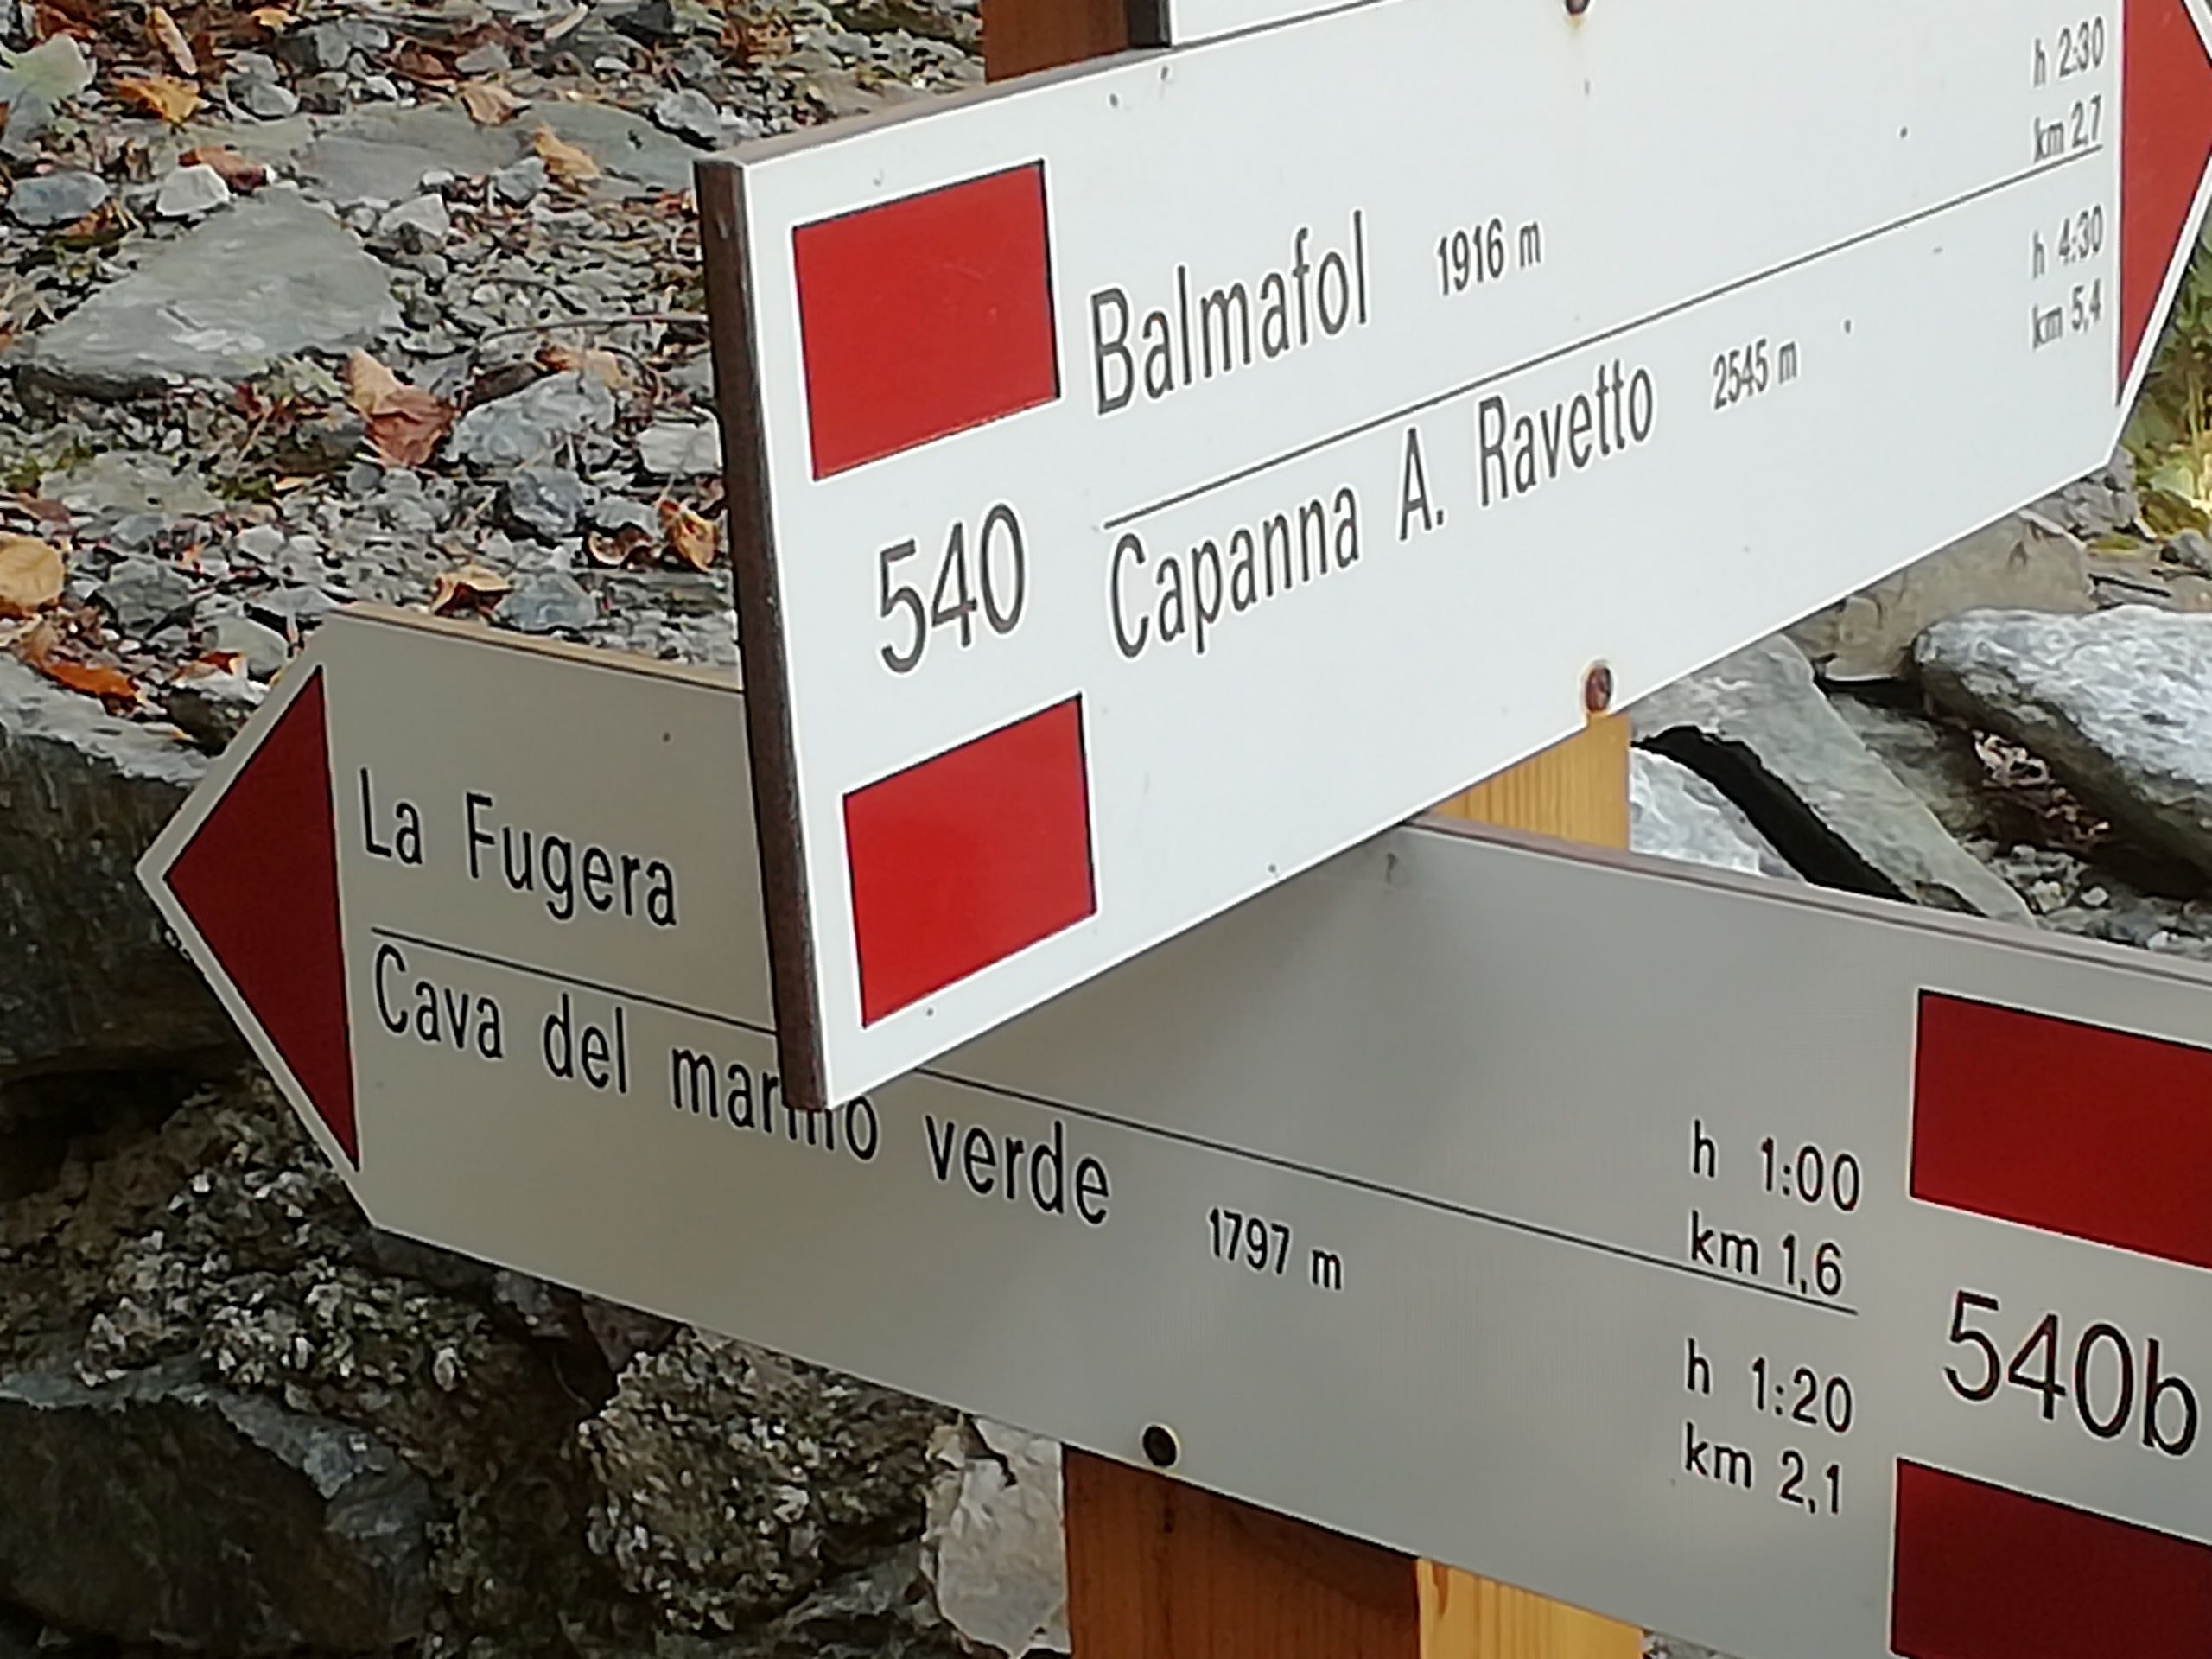 Balmafol 1916 m h 2:30
km 2,7
540
Capanna A. Ravetto 2545 m h 4:30
km 5,4
La Fugera h 1:00
km 1,6
Cava del marmo verde 1797 m h 1:20
km 2,1
540b